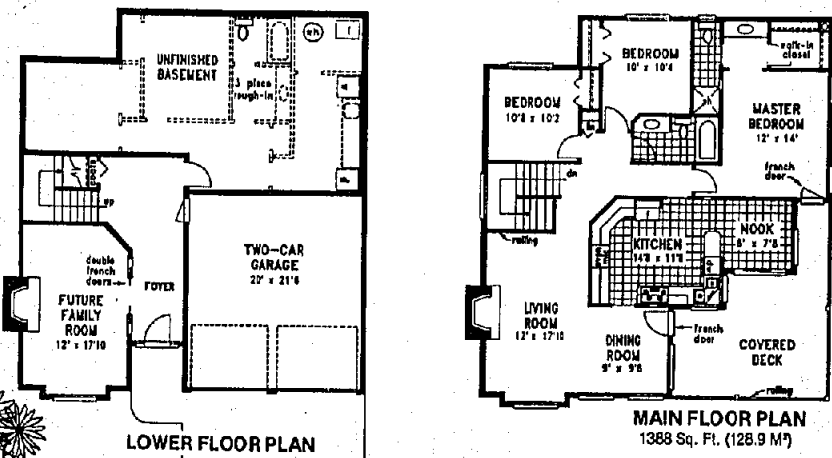 UNFINISHED
BASEMENT
3 place
rough-in
wh
f
COATS
up
double
french
doors
FOYER
TWO-CAR
GARAGE
20' x 21'6
FUTURE
FAMILY
ROOM
12' x 17'10
LOWER FLOOR PLAN
BEDROOM
10' x 10'4
walk-in
closet
BEDROOM
10'8 x 10'2
sh
MASTER
BEDROOM
12' x 14'
french
door
dn
railing
KITCHEN
14'8 x 11'8
NOOK
8' x 7'8
LIVING
ROOM
12' x 17'10
DINING
ROOM
9' x 9'6
french
door
COVERED
DECK
railing
MAIN FLOOR PLAN
1388 Sq. Ft. (128.9 M²)